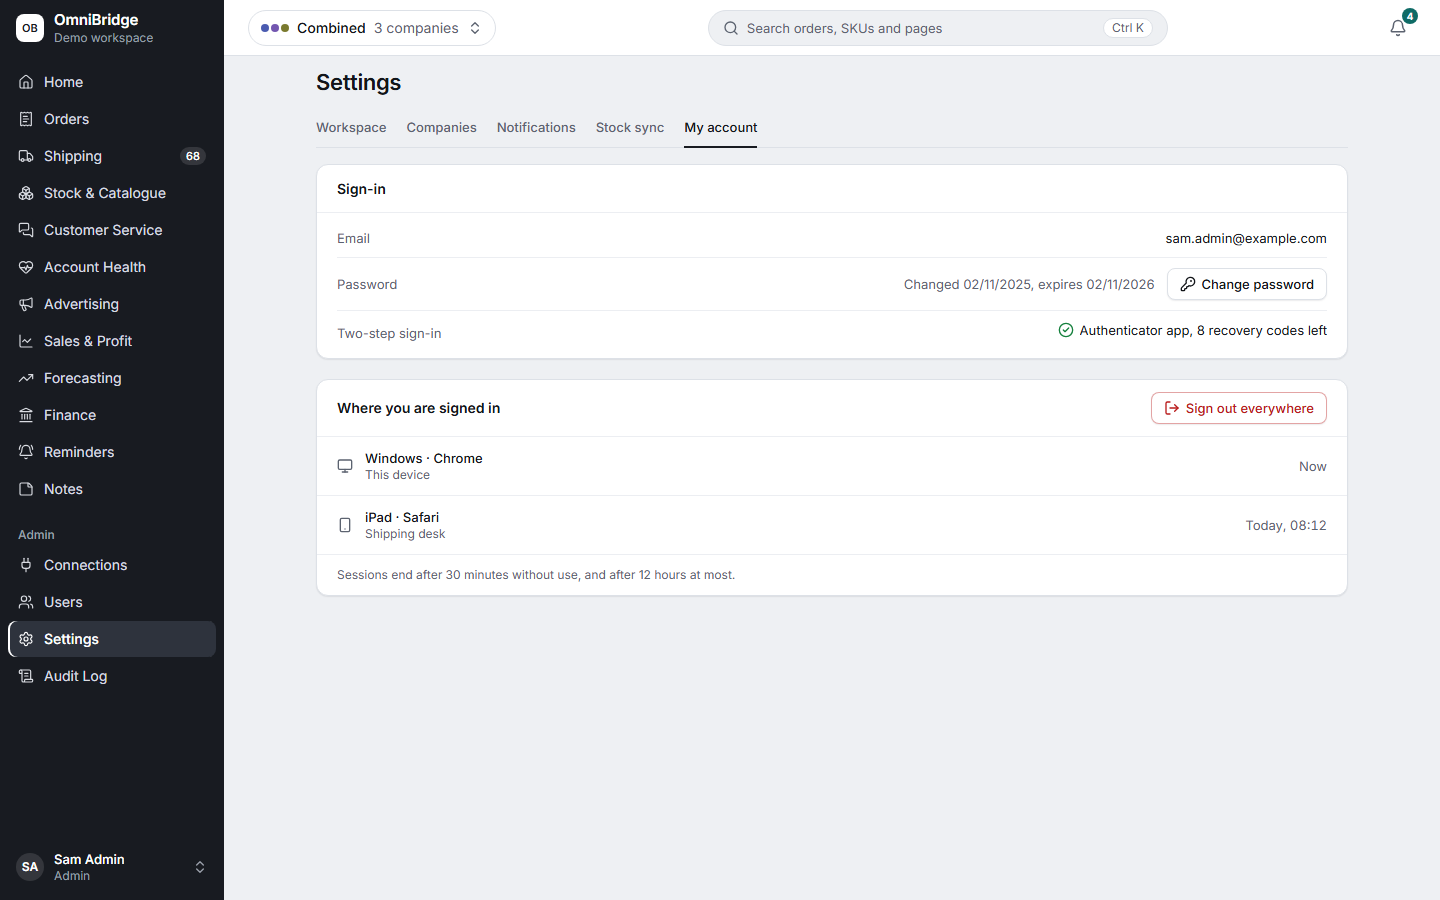 OB
OmniBridge
Demo workspace
Combined 3 companies
Search orders, SKUs and pages
Ctrl K
4
Home
Orders
Shipping 68
Stock & Catalogue
Customer Service
Account Health
Advertising
Sales & Profit
Forecasting
Finance
Reminders
Notes
Admin
Connections
Users
Settings
Audit Log
SA
Sam Admin
Admin
Settings
Workspace Companies Notifications Stock sync My account
Sign-in
Email sam.admin@example.com
Password Changed 02/11/2025, expires 02/11/2026 Change password
Two-step sign-in Authenticator app, 8 recovery codes left
Where you are signed in Sign out everywhere
Windows · Chrome
This device
Now
iPad · Safari
Shipping desk
Today, 08:12
Sessions end after 30 minutes without use, and after 12 hours at most.